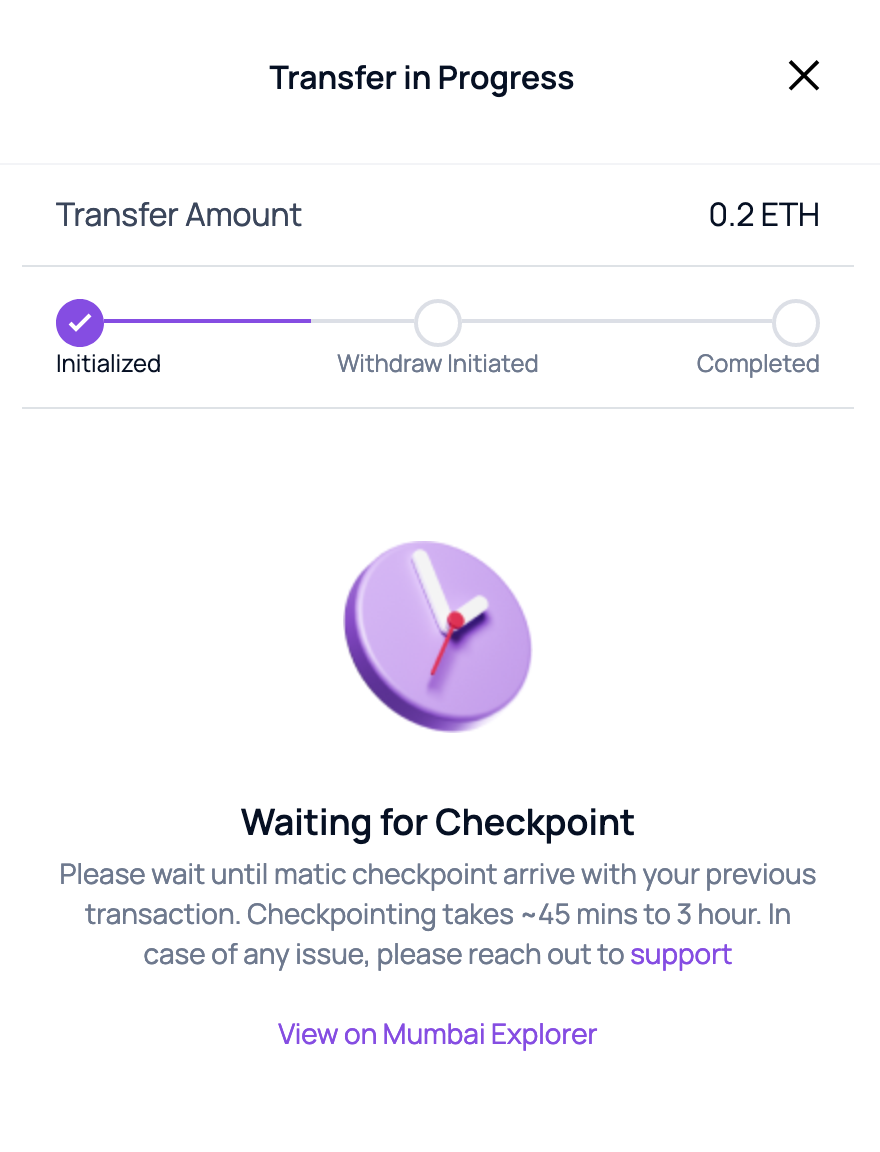 Transfer in Progress
Transfer Amount
0.2 ETH
Initialized
Withdraw Initiated
Completed
Waiting for Checkpoint
Please wait until matic checkpoint arrive with your previous
transaction. Checkpointing takes ~45 mins to 3 hour. In
case of any issue, please reach out to support
View on Mumbai Explorer